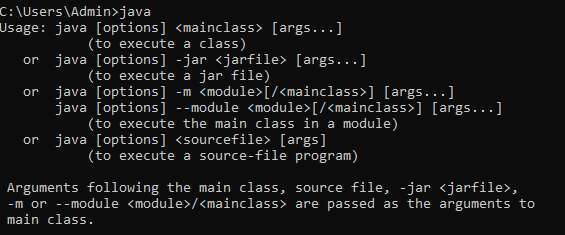 C:\Users\Admin>java
Usage: java [options] <mainclass> [args...]
           (to execute a class)
   or  java [options] -jar <jarfile> [args...]
           (to execute a jar file)
   or  java [options] -m <module>[/<mainclass>] [args...]
       java [options] --module <module>[/<mainclass>] [args...]
           (to execute the main class in a module)
   or  java [options] <sourcefile> [args]
           (to execute a source-file program)

 Arguments following the main class, source file, -jar <jarfile>,
 -m or --module <module>/<mainclass> are passed as the arguments to
 main class.